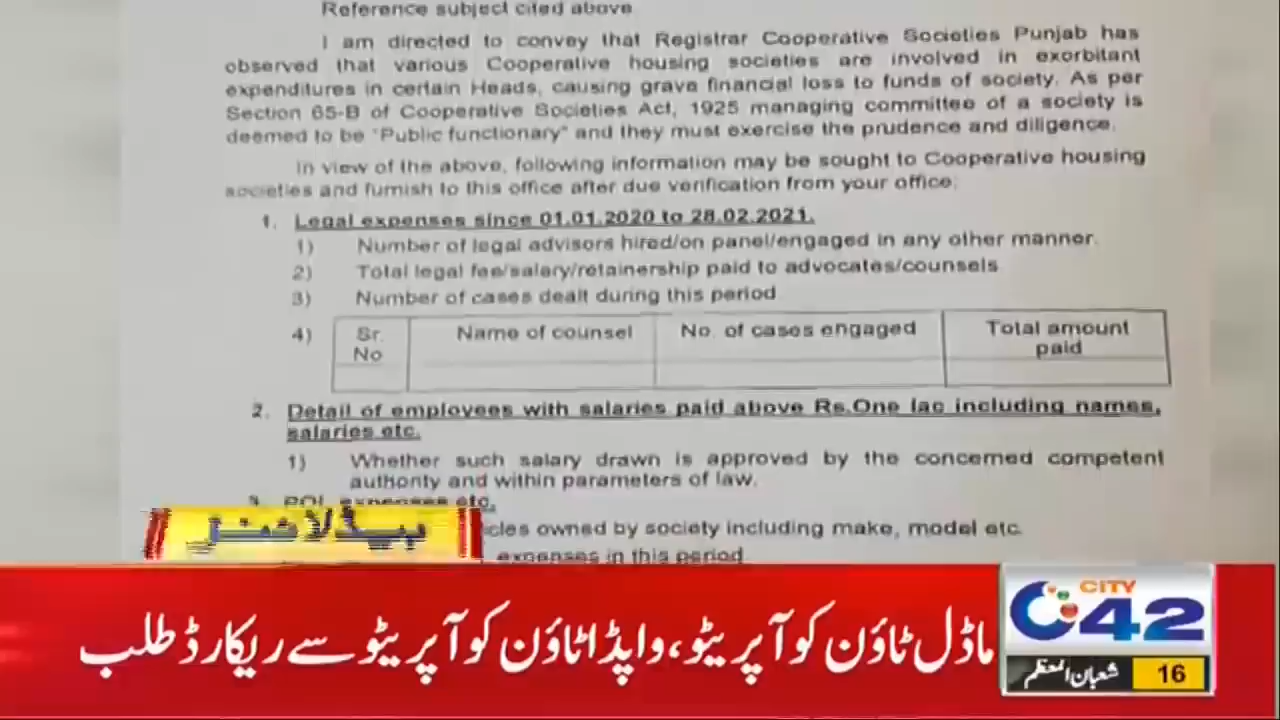 Reference subject cited above
I am directed to convey that Registrar Cooperative Societies Punjab has
observed that various Cooperative housing societies are involved in exorbitant
expenditures in certain Heads, causing grave financial loss to funds of society. As per
Section 65-B of Cooperative Societies Act, 1925 managing committee of a society is
deemed to be "Public functionary" and they must exercise the prudence and diligence.
In view of the above, following information may be sought to Cooperative housing
societies and furnish to this office after due verification from your office:
1. Legal expenses since 01.01.2020 to 28.02.2021.
1) Number of legal advisors hired/on panel/engaged in any other manner.
2) Total legal fee/salary/retainership paid to advocates/counsels
3) Number of cases dealt during this period
4) Sr. No Name of counsel No. of cases engaged Total amount paid
2. Detail of employees with salaries paid above Rs.One lac including names,
salaries etc.
1) Whether such salary drawn is approved by the concerned competent
authority and within parameters of law.
3. POL expenses etc.
cles owned by society including make, model etc.
expenses in this period
ہیڈلائنز
ماڈل ٹاؤن کوآپریٹو، واپڈا ٹاؤن کوآپریٹو سے ریکارڈ طلب
CITY
42
شعبان المعظم 16